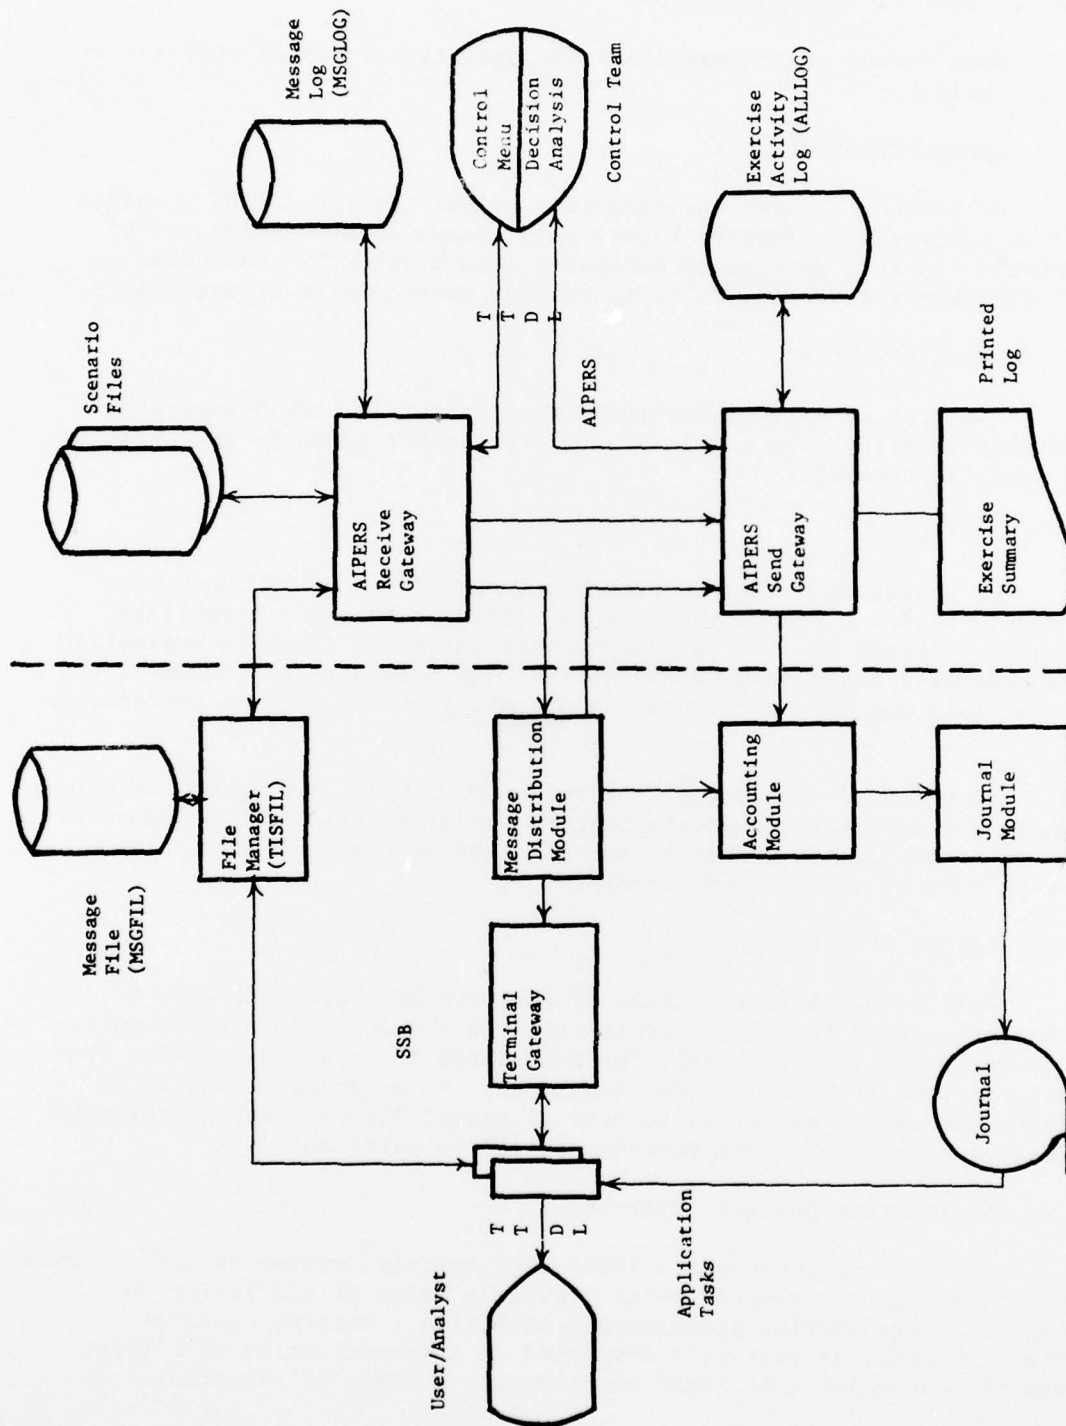 Message
Log
(MSGLOG)
Control
Menu
Decision
Analysis
Control Team
Exercise
Activity
Log (ALLLOG)
Scenario
Files
T
T
D
L
AIPERS
Printed
Log
AIPERS
Receive
Gateway
AIPERS
Send
Gateway
Exercise
Summary
File
Manager
(TISFIL)
Message
Distribution
Module
Accounting
Module
Journal
Module
Message
File
(MSGFIL)
SSB
Terminal
Gateway
Journal
T
T
D
L
Application
Tasks
User/Analyst